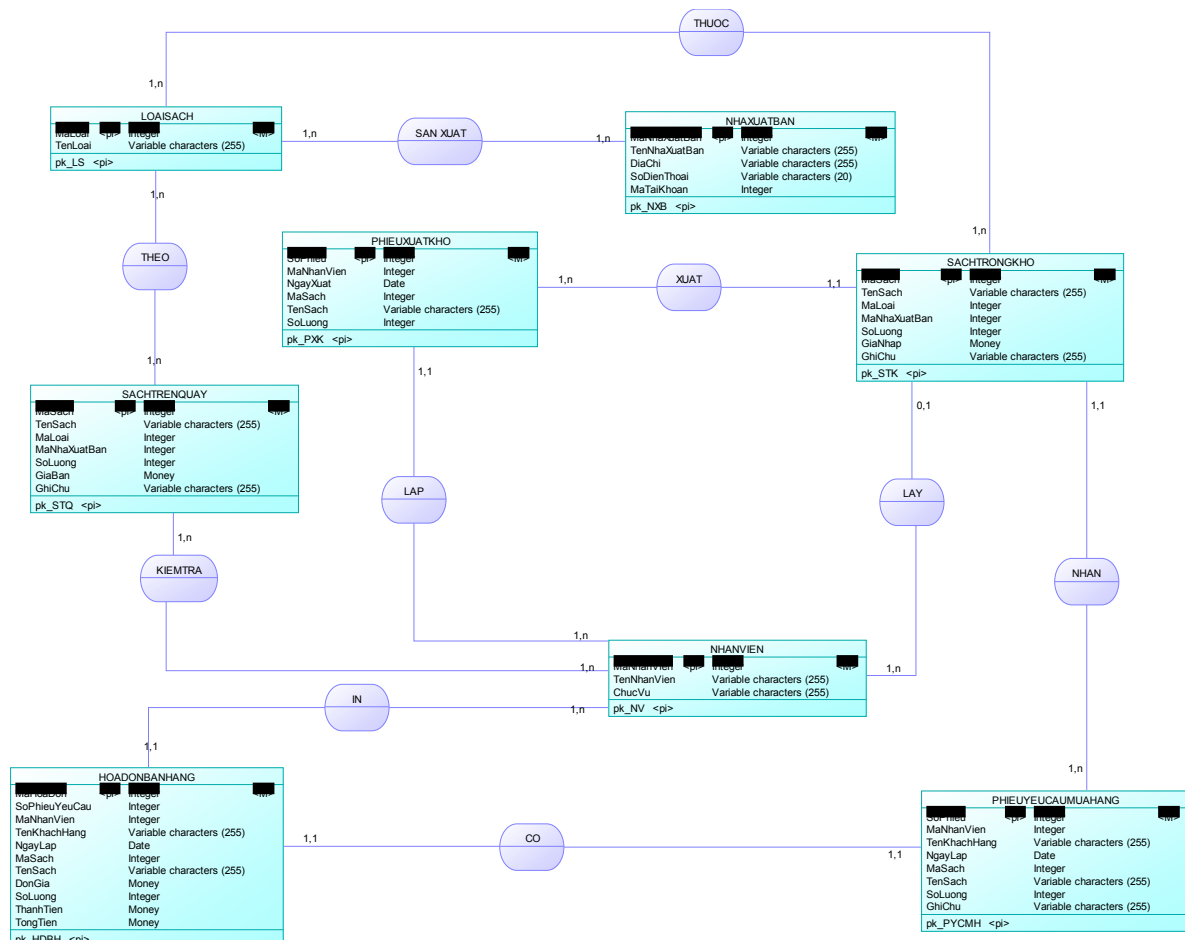 THUOC
1,n
LOAISACH
MaLoai <pi> Integer <M>
TenLoai Variable characters (255)
pk_LS <pi>
1,n
SAN XUAT
1,n
NHAXUATBAN
MaNhaXuatBan <pi> Integer <M>
TenNhaXuatBan Variable characters (255)
DiaChi Variable characters (255)
SoDienThoai Variable characters (20)
MaTaiKhoan Integer
pk_NXB <pi>
1,n
THEO
1,n
PHIEUXUATKHO
SoPhieu <pi> Integer <M>
MaNhanVien Integer
NgayXuat Date
MaSach Integer
TenSach Variable characters (255)
SoLuong Integer
pk_PXK <pi>
1,n
XUAT
1,1
1,n
SACHTRONGKHO
MaSach <pi> Integer <M>
TenSach Variable characters (255)
MaLoai Integer
MaNhaXuatBan Integer
SoLuong Integer
GiaNhap Money
GhiChu Variable characters (255)
pk_STK <pi>
SACHTRENQUAY
MaSach <pi> Integer <M>
TenSach Variable characters (255)
MaLoai Integer
MaNhaXuatBan Integer
SoLuong Integer
GiaBan Money
GhiChu Variable characters (255)
pk_STQ <pi>
1,1
LAP
1,n
0,1
LAY
1,n
1,1
NHAN
1,n
1,n
KIEMTRA
1,n
NHANVIEN
MaNhanVien <pi> Integer <M>
TenNhanVien Variable characters (255)
ChucVu Variable characters (255)
pk_NV <pi>
IN
1,n
1,1
HOADONBANHANG
MaHoaDon <pi> Integer <M>
SoPhieuYeuCau Integer
MaNhanVien Integer
TenKhachHang Variable characters (255)
NgayLap Date
MaSach Integer
TenSach Variable characters (255)
DonGia Money
SoLuong Integer
ThanhTien Money
TongTien Money
pk_HDBH <pi>
1,1
CO
1,1
PHIEUYEUCAUMUAHANG
SoPhieu <pi> Integer <M>
MaNhanVien Integer
TenKhachHang Variable characters (255)
NgayLap Date
MaSach Integer
TenSach Variable characters (255)
SoLuong Integer
GhiChu Variable characters (255)
pk_PYCMH <pi>